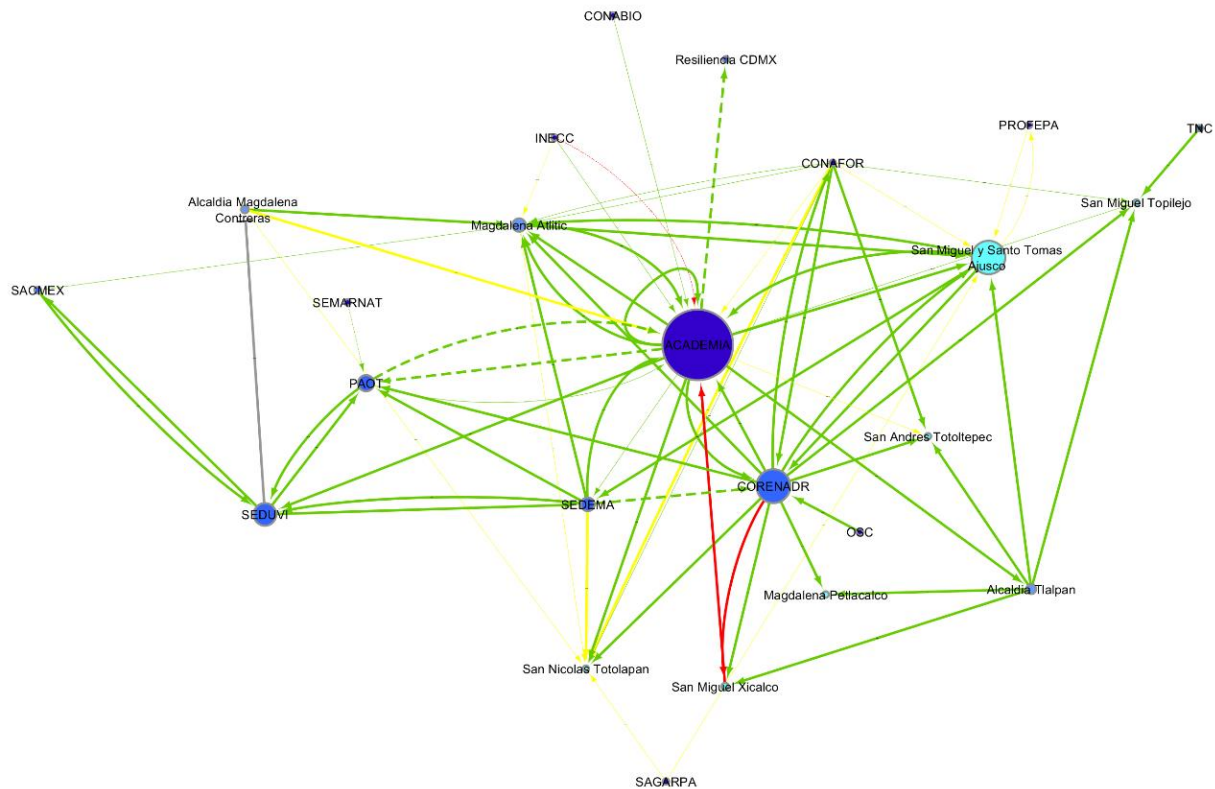 CONABIO
Resiliencia CDMX
PROFEPA
TNC
INECC
CONAFOR
Alcaldia Magdalena
Contreras
San Miguel Topilejo
Magdalena Atlitic
San Miguel y Santo Tomas
Ajusco
SACMEX
SEMARNAT
ACADEMIA
PAOT
San Andres Totoltepec
CORENADR
SEDUVI
SEDEMA
OSC
Magdalena Petlacalco
Alcaldia Tlalpan
San Nicolas Totolapan
San Miguel Xicalco
SAGARPA